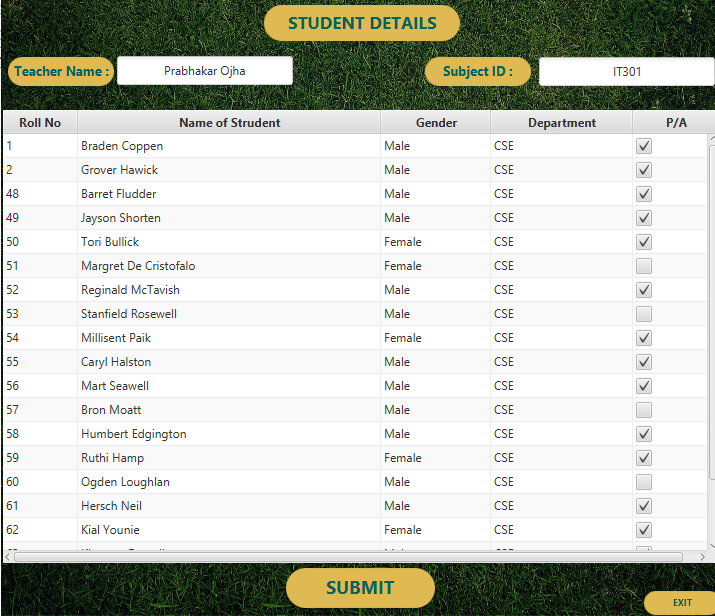 STUDENT DETAILS
Teacher Name : Prabhakar Ojha Subject ID : IT301
Roll No Name of Strudent Gender Department P/A
1 Braden Coppen Male CSE
2 Grover Hawick Male CSE
48 Barret Fludder Male CSE
49 Jayson Shorten Male CSE
50 Tori Bullick Female CSE
51 Margret De Cristofalo Female CSE
52 Reginald McTavish Male CSE
53 Stanfield Rosewell Male CSE
54 Millisent Paik Female CSE
55 Caryl Halston Male CSE
56 Mart Seawell Male CSE
57 Bron Moatt Male CSE
58 Humbert Edgington Male CSE
59 Ruthi Hamp Female CSE
60 Ogden Loughlan Male CSE
61 Hersch Neil Male CSE
62 Kial Younie Female CSE
SUBMIT
EXIT